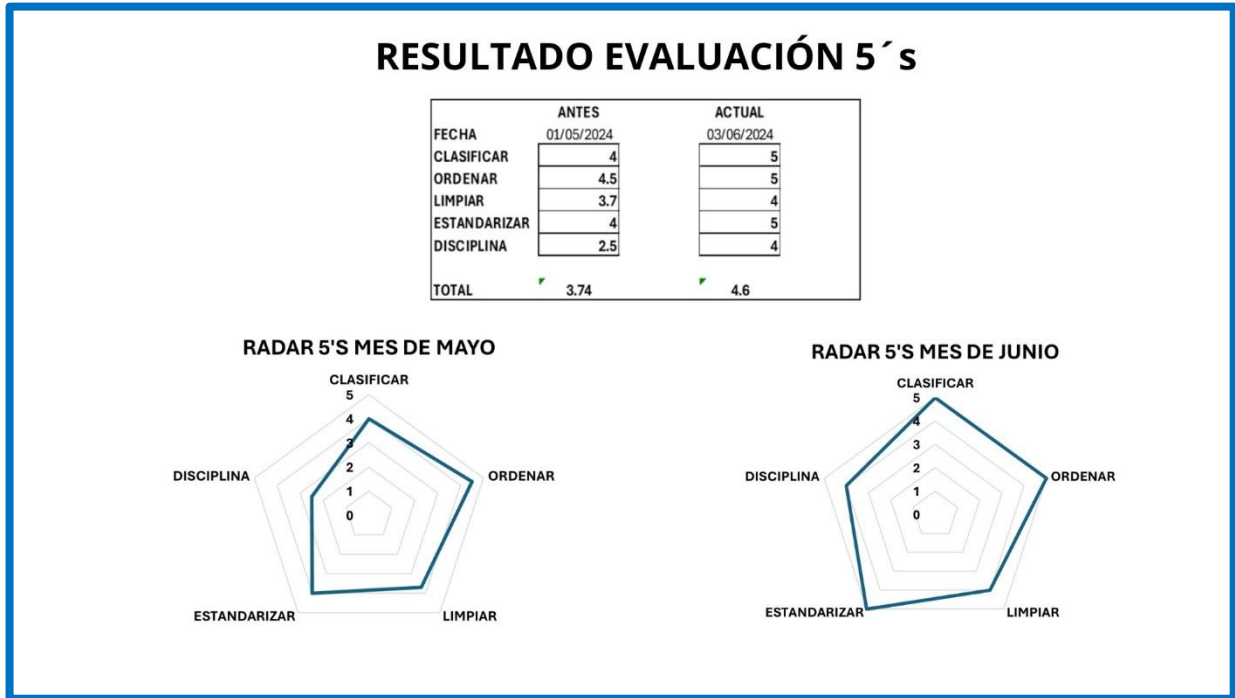 RESULTADO EVALUACIÓN 5´s
ANTES ACTUAL
FECHA 01/05/2024 03/06/2024
CLASIFICAR 4 5
ORDENAR 4.5 5
LIMPIAR 3.7 4
ESTANDARIZAR 4 5
DISCIPLINA 2.5 4
TOTAL 3.74 4.6
RADAR 5'S MES DE MAYO
CLASIFICAR
5
4
3
2
1
0
ORDENAR
LIMPIAR
ESTANDARIZAR
DISCIPLINA
RADAR 5'S MES DE JUNIO
CLASIFICAR
5
4
3
2
1
0
ORDENAR
LIMPIAR
ESTANDARIZAR
DISCIPLINA